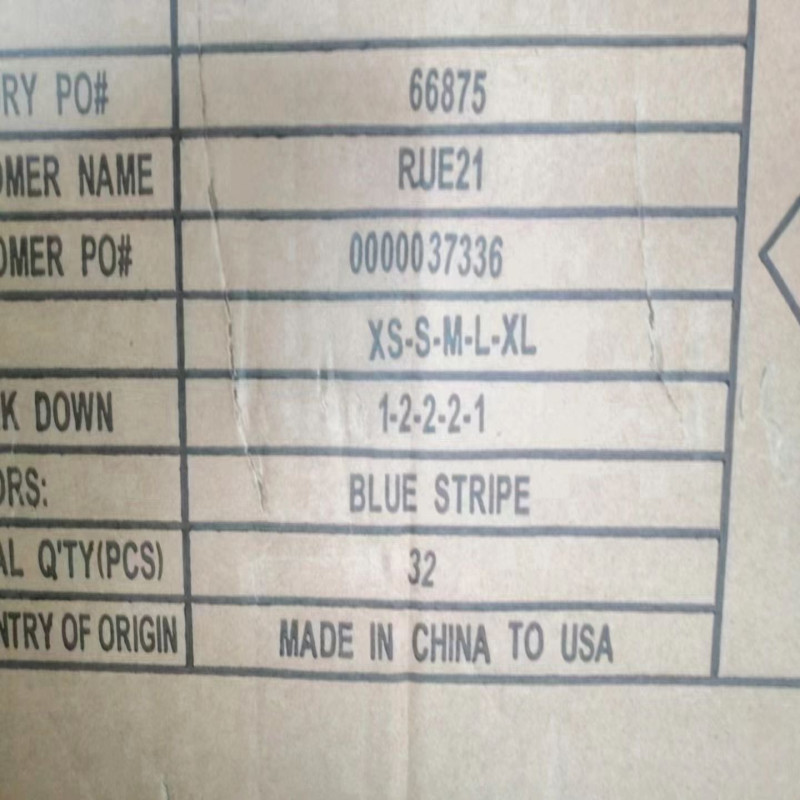 RY PO# 66875
OMER NAME RUE21
OMER PO# 0000037336
XS-S-M-L-XL
K DOWN 1-2-2-2-1
ORS: BLUE STRIPE
AL Q'TY(PCS) 32
NTRY OF ORIGIN MADE IN CHINA TO USA